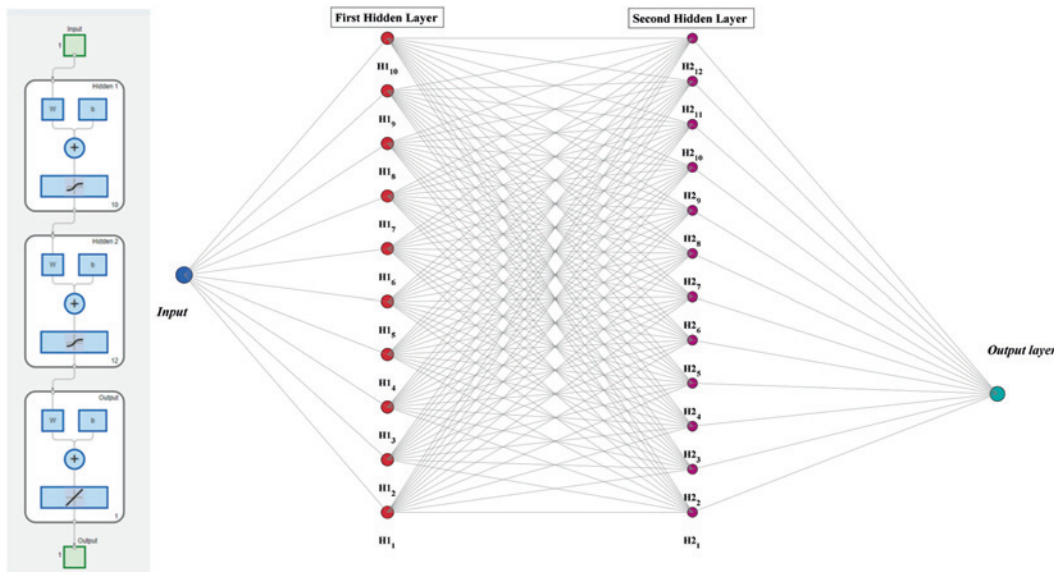 Input
1
Hidden 1
W
b
+
10
Hidden 2
W
b
+
12
Output
W
b
+
1
Output
1
First Hidden Layer
Second Hidden Layer
H1₁₀
H1₉
H1₈
H1₇
H1₆
H1₅
H1₄
H1₃
H1₂
H1₁
H2₁₂
H2₁₁
H2₁₀
H2₉
H2₈
H2₇
H2₆
H2₅
H2₄
H2₃
H2₂
H2₁
Input
Output layer